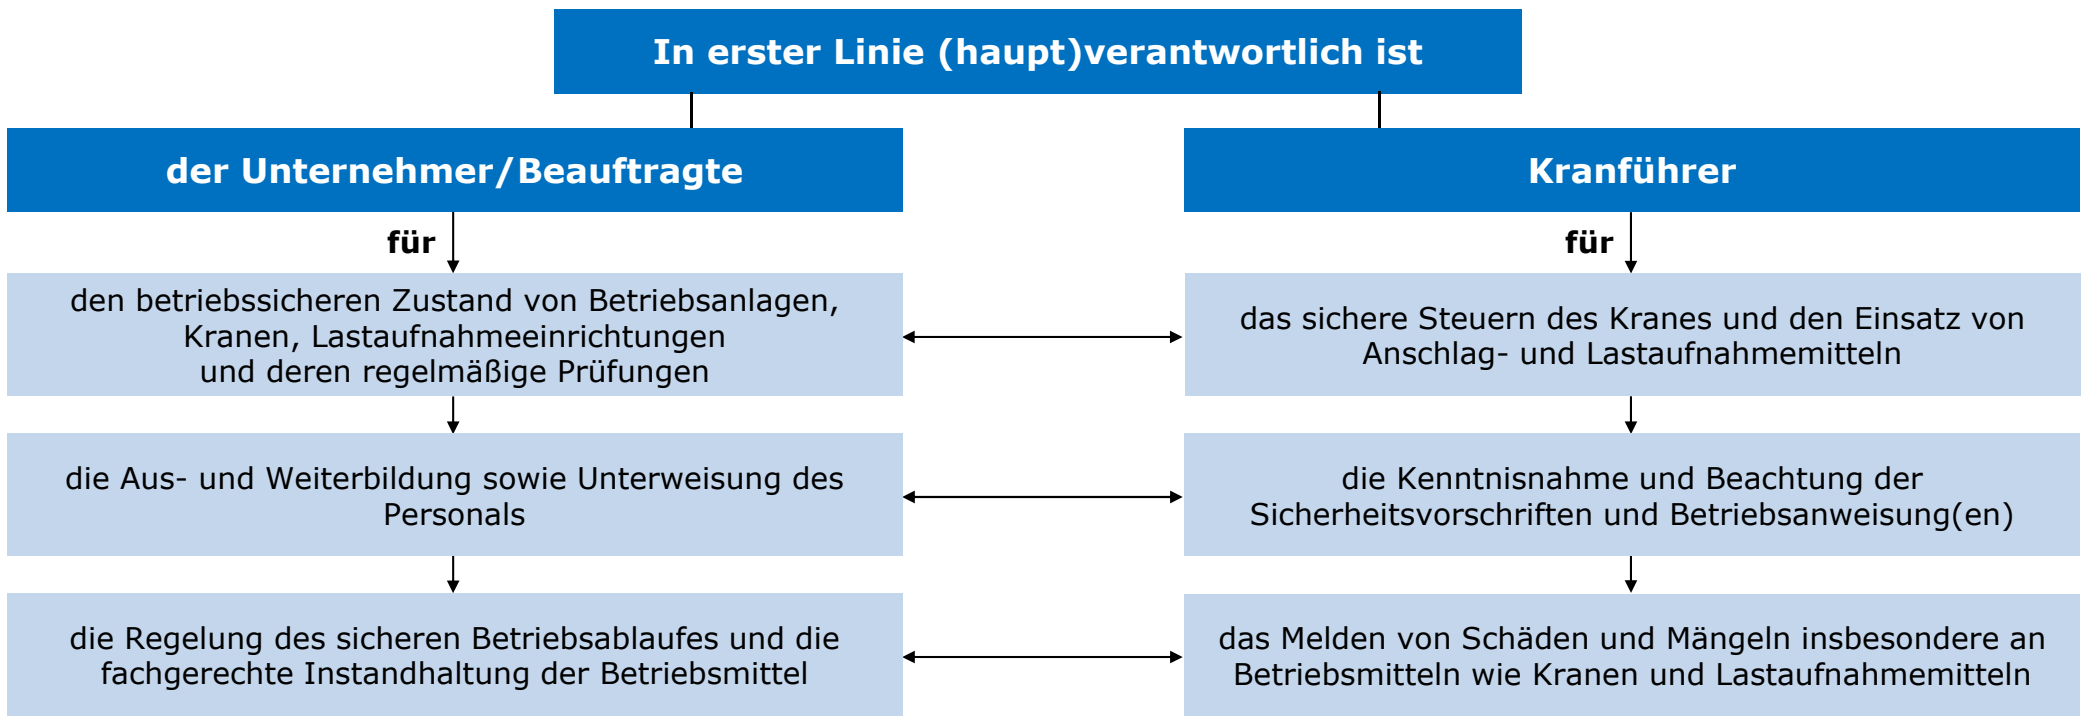 In erster Linie (haupt)verantwortlich ist
der Unternehmer/Beauftragte
für
den betriebssicheren Zustand von Betriebsanlagen,
Kranen, Lastaufnahmeeinrichtungen
und deren regelmäßige Prüfungen
die Aus- und Weiterbildung sowie Unterweisung des
Personals
die Regelung des sicheren Betriebsablaufes und die
fachgerechte Instandhaltung der Betriebsmittel
Kranführer
für
das sichere Steuern des Kranes und den Einsatz von
Anschlag- und Lastaufnahmemitteln
die Kenntnisnahme und Beachtung der
Sicherheitsvorschriften und Betriebsanweisung(en)
das Melden von Schäden und Mängeln insbesondere an
Betriebsmitteln wie Kranen und Lastaufnahmemitteln